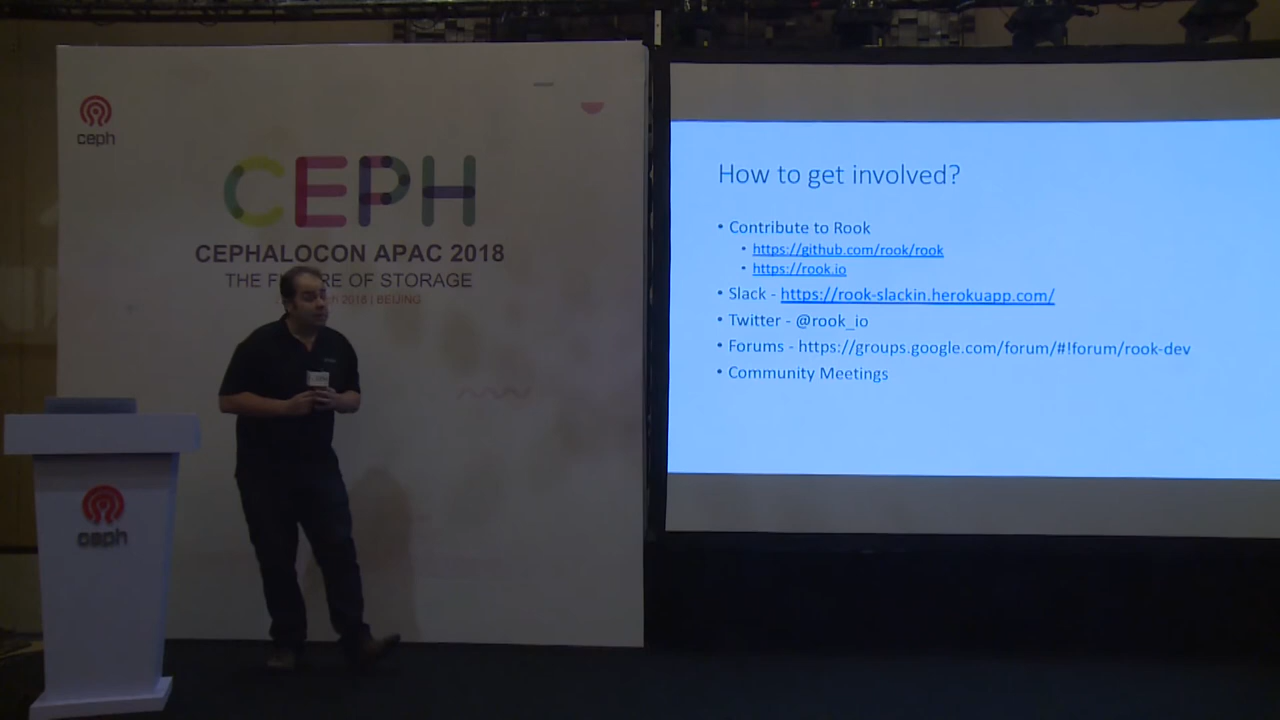 ceph
CEPH
CEPHALOCON APAC 2018
THE F RE OF STORAGE
2018 | BEIJING
ceph
How to get involved?
• Contribute to Rook
• https://github.com/rook/rook
• https://rook.io
• Slack - https://rook-slackin.herokuapp.com/
• Twitter - @rook_io
• Forums - https://groups.google.com/forum/#!forum/rook-dev
• Community Meetings